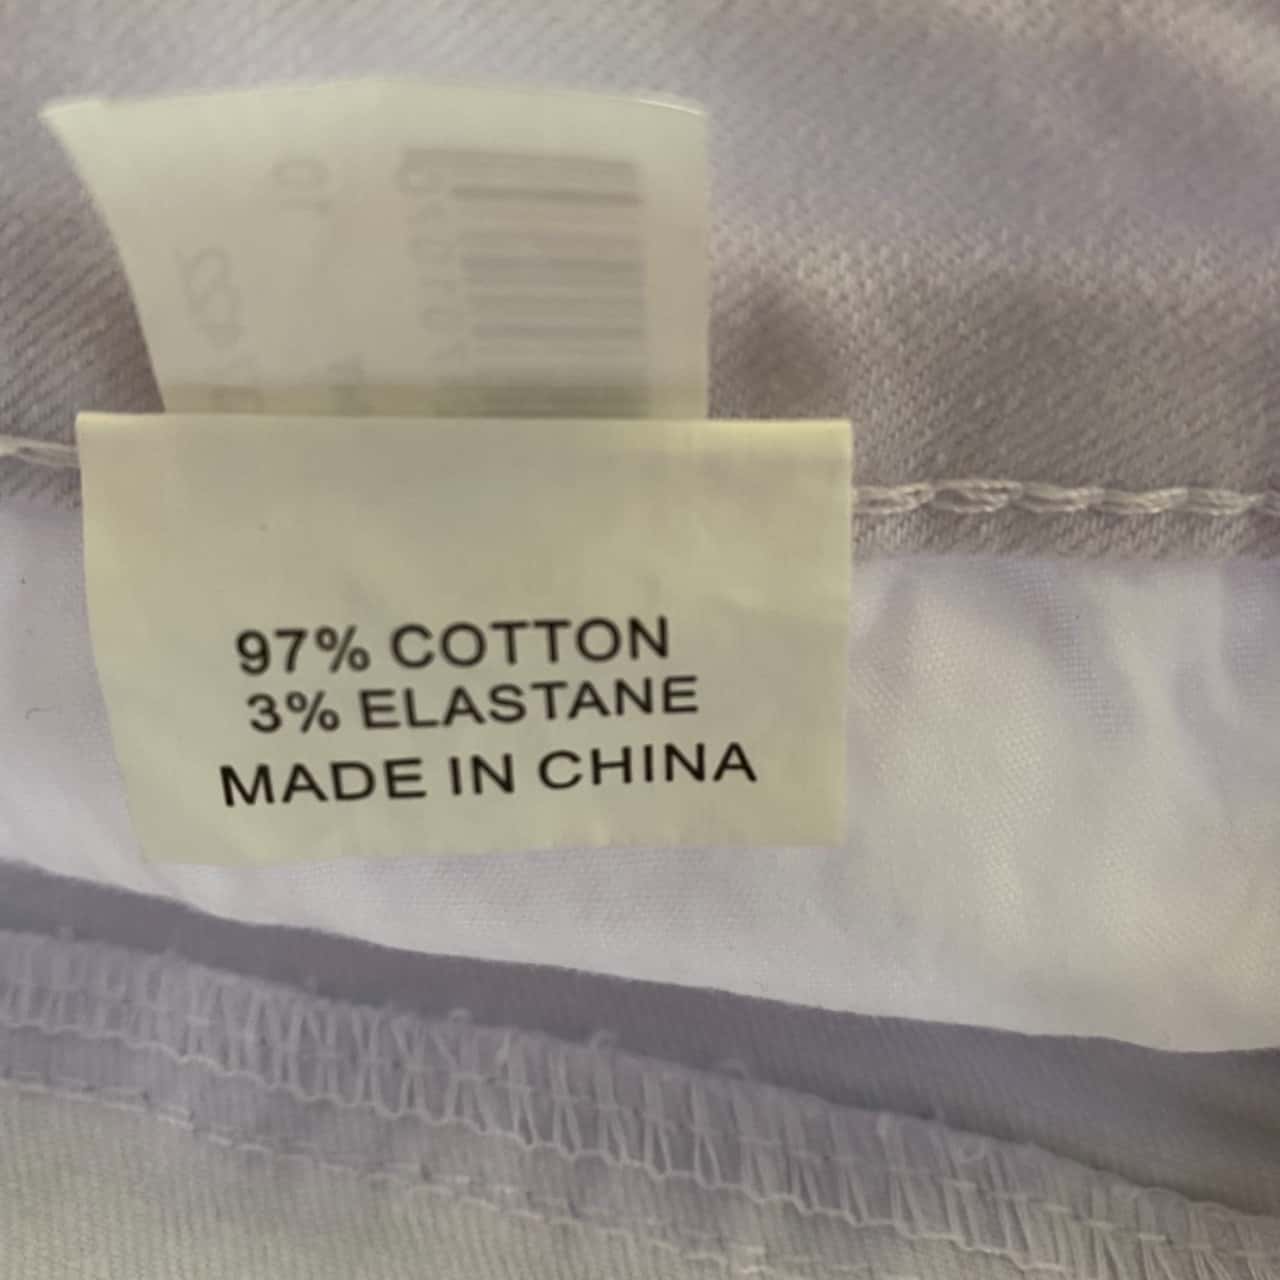 97% COTTON
3% ELASTANE
MADE IN CHINA